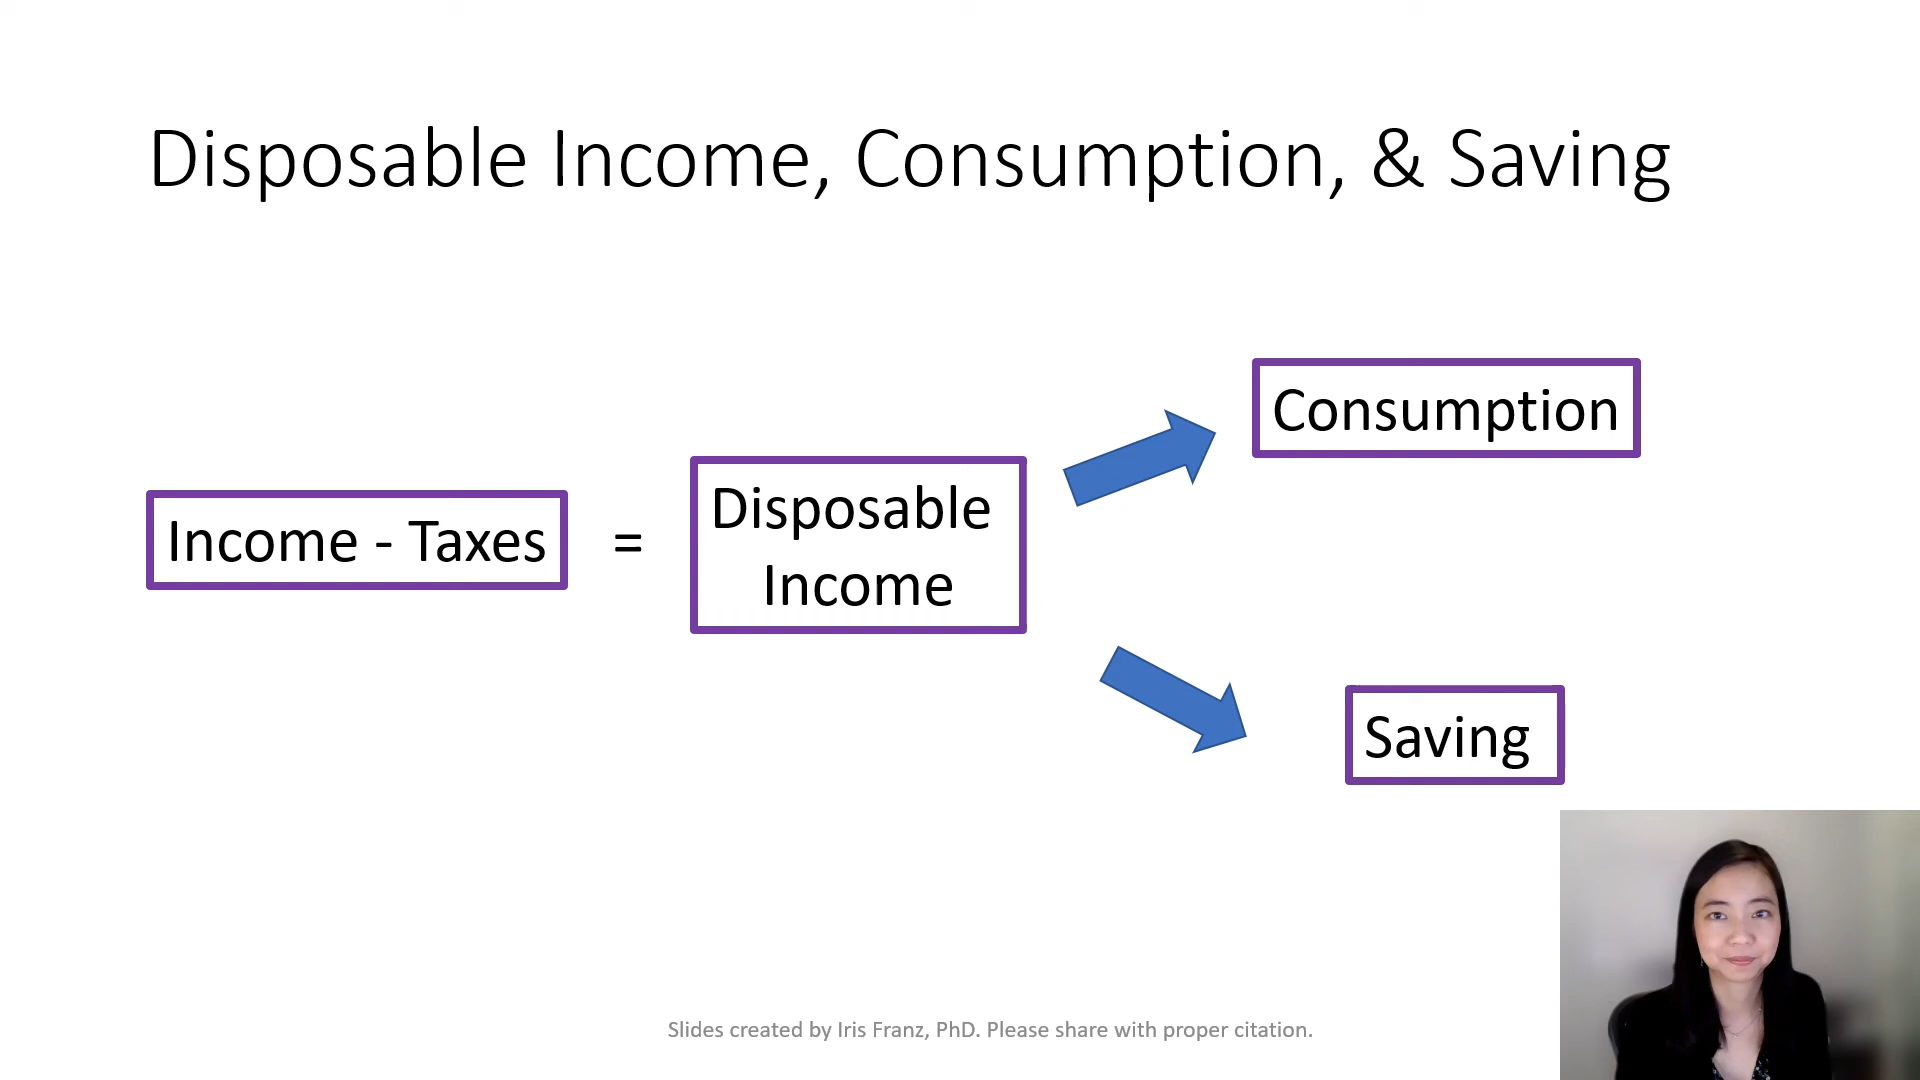 Disposable Income, Consumption, & Saving
Income - Taxes
=
Disposable
Income
Consumption
Saving
Slides created by Iris Franz, PhD. Please share with proper citation.